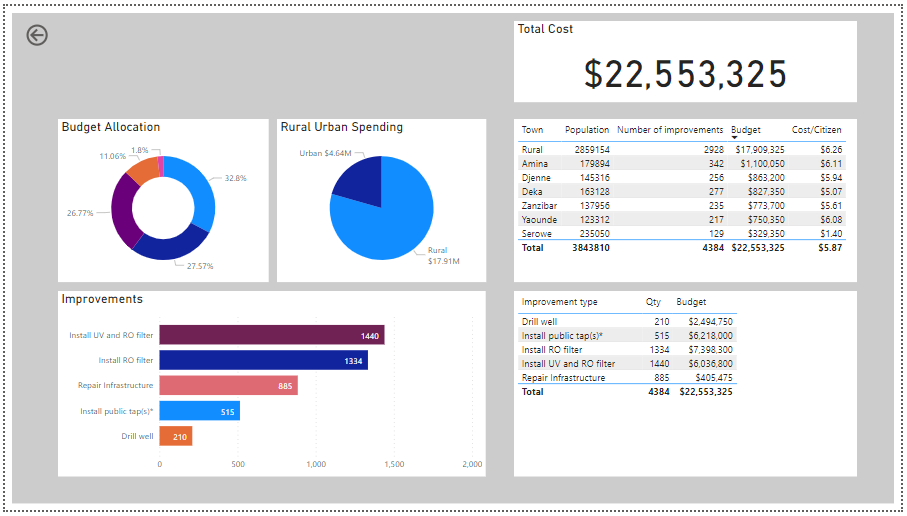 Total Cost
$22,553,325
Budget Allocation
1.8%
11.06%
32.8%
26.77%
27.57%
Rural Urban Spending
Urban $4.64M
Rural
$17.91M
Town Population Number of improvements Budget Cost/Citizen
Rural 2859154 2928 $17,909,325 $6.26
Amina 179894 342 $1,100,050 $6.11
Djenne 145316 256 $863,200 $5.94
Deka 163128 277 $827,350 $5.07
Zanzibar 137956 235 $773,700 $5.61
Yaounde 123312 217 $750,350 $6.08
Serowe 235050 129 $329,350 $1.40
Total 3843810 4384 $22,553,325 $5.87
Improvements
Install UV and RO filter 1440
Install RO filter 1334
Repair Infrastructure 885
Install public tap(s)* 515
Drill well 210
0 500 1,000 1,500 2,000
Improvement type Qty Budget
Drill well 210 $2,494,750
Install public tap(s)* 515 $6,218,000
Install RO filter 1334 $7,398,300
Install UV and RO filter 1440 $6,036,800
Repair Infrastructure 885 $405,475
Total 4384 $22,553,325